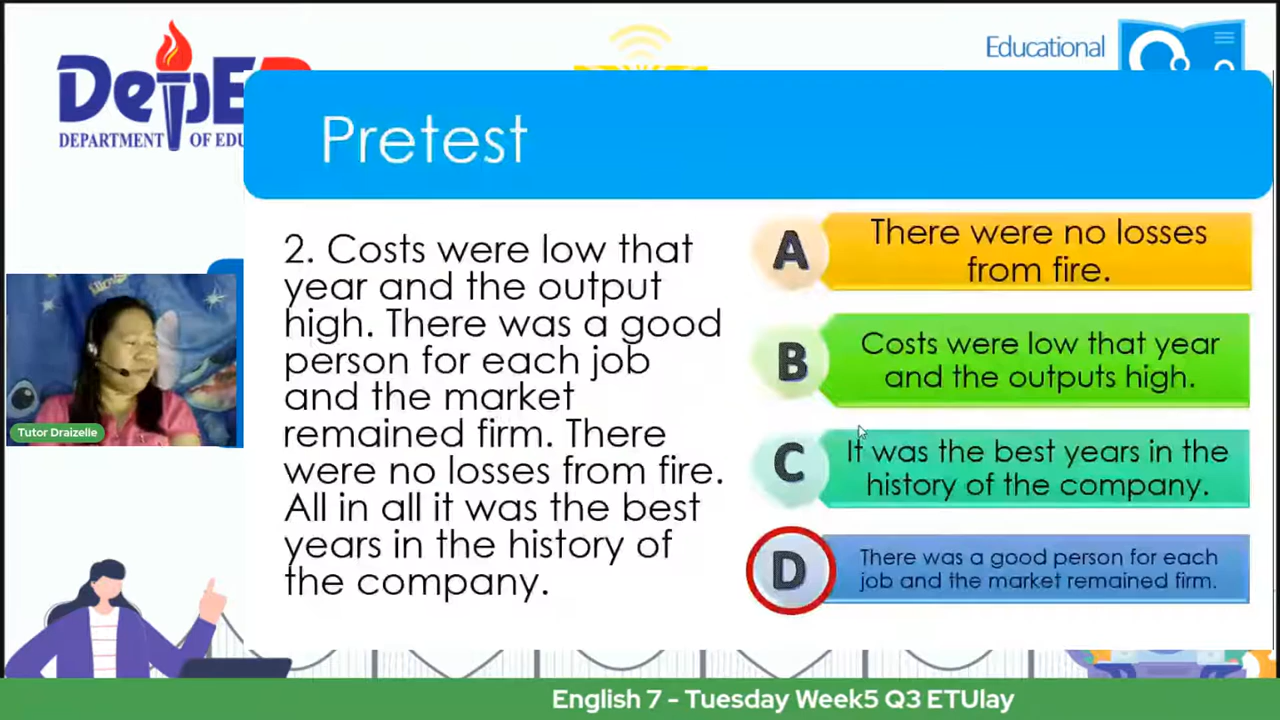 DepED
DEPARTMENT OF EDU
Educational
Pretest
2. Costs were low that
year and the output
high. There was a good
person for each job
and the market
remained firm. There
were no losses from fire.
All in all it was the best
years in the history of
the company.
A
There were no losses
from fire.
B
Costs were low that year
and the outputs high.
C
It was the best years in the
history of the company.
D
There was a good person for each
job and the market remained firm.
Tutor Draizelle
English 7 - Tuesday Week5 Q3 ETUlay